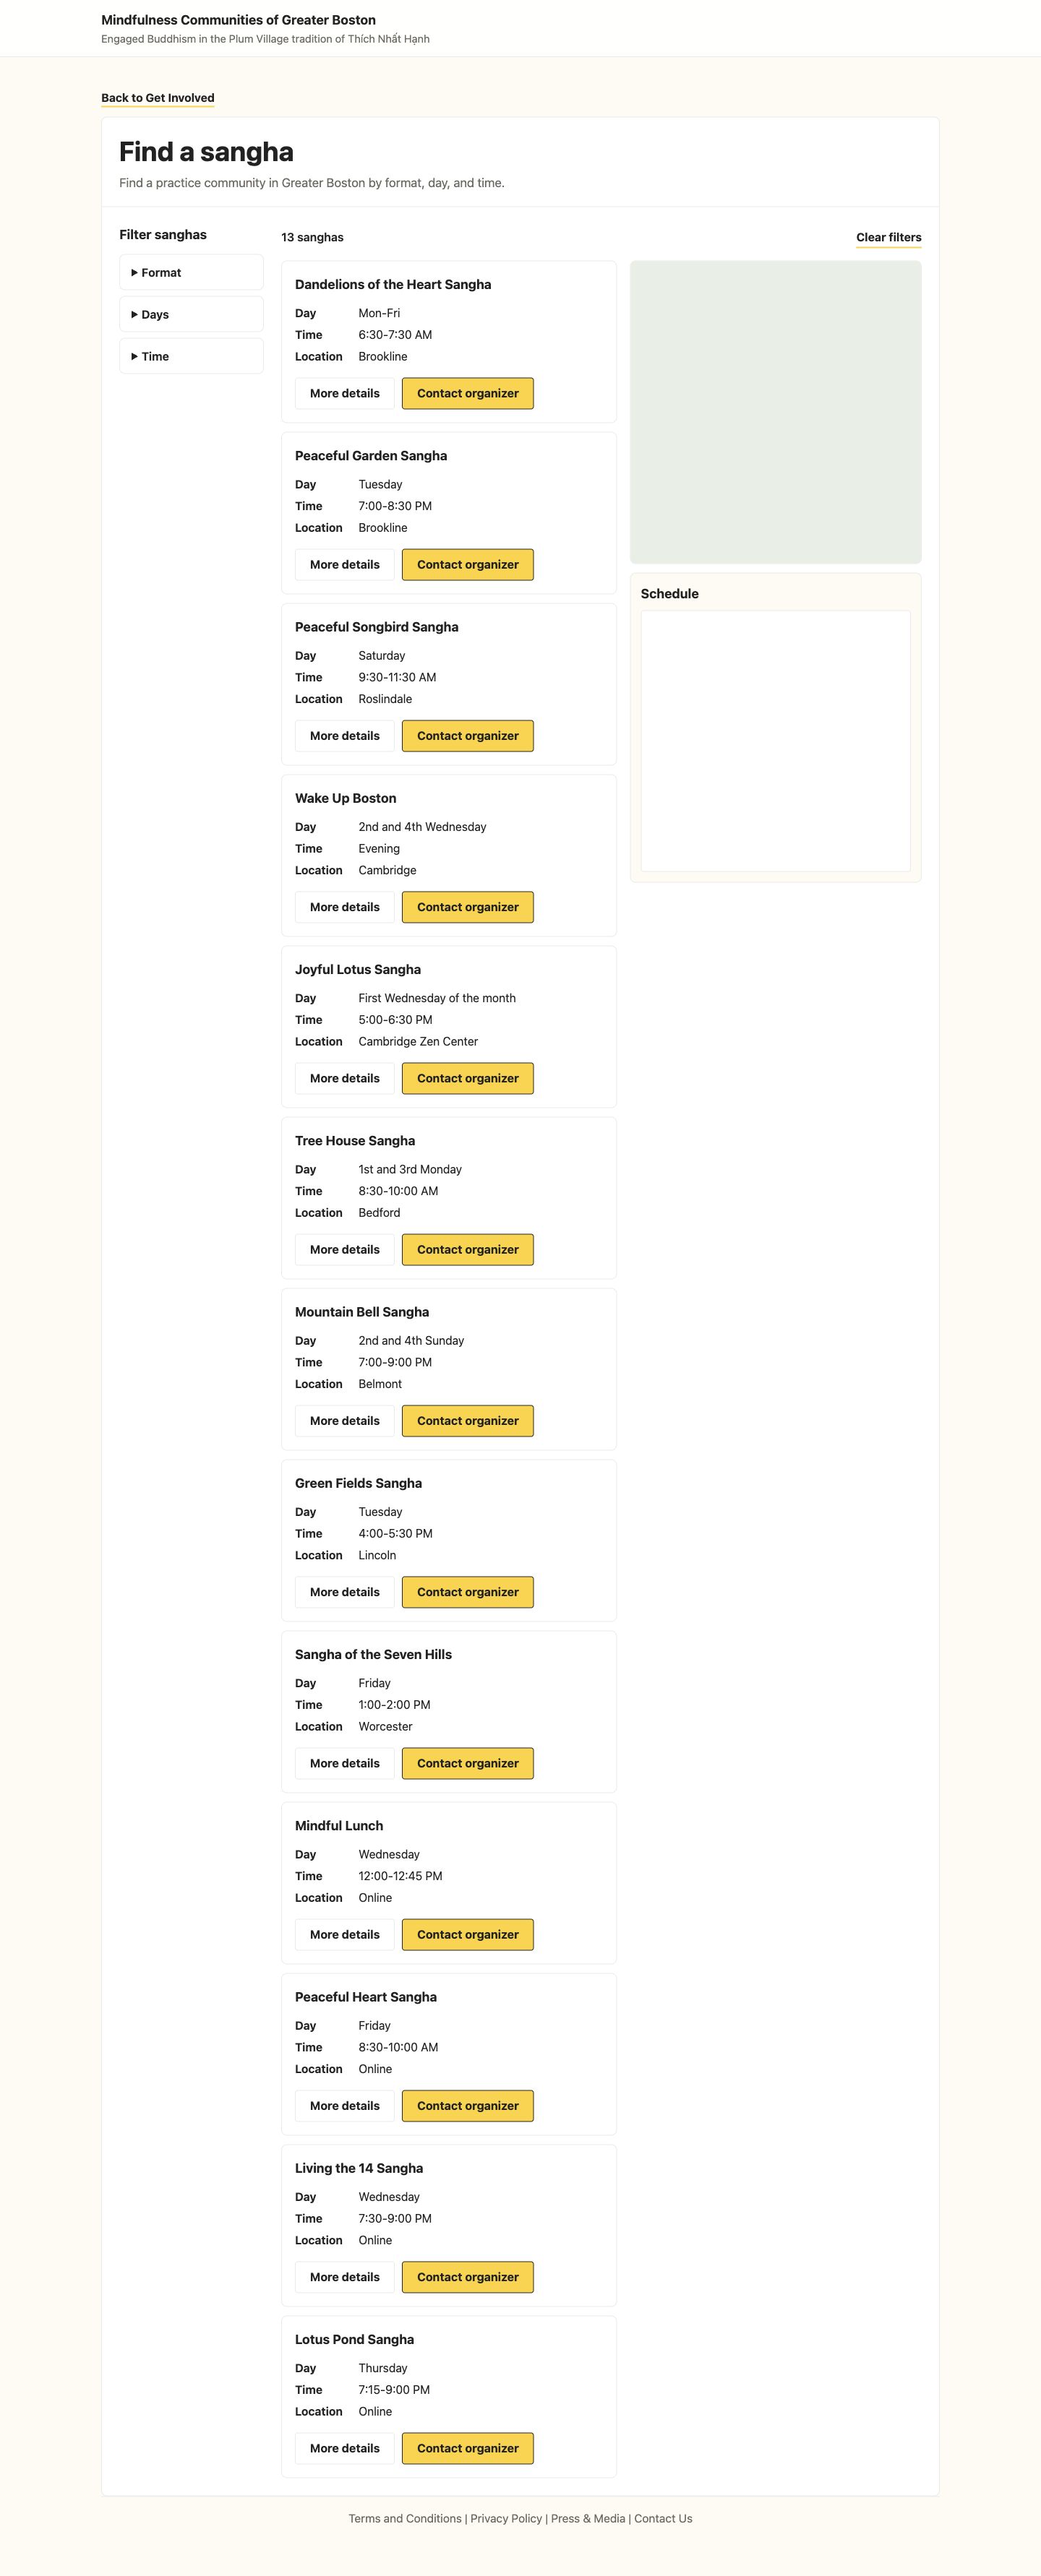 Mindfulness Communities of Greater Boston
Engaged Buddhism in the Plum Village tradition of Thích Nhất Hạnh
Back to Get Involved
Find a sangha
Find a practice community in Greater Boston by format, day, and time.
Filter sanghas
Format
Days
Time
13 sanghas
Clear filters
Dandelions of the Heart Sangha
Day Mon-Fri
Time 6:30-7:30 AM
Location Brookline
More details Contact organizer
Peaceful Garden Sangha
Day Tuesday
Time 7:00-8:30 PM
Location Brookline
More details Contact organizer
Peaceful Songbird Sangha
Day Saturday
Time 9:30-11:30 AM
Location Roslindale
More details Contact organizer
Wake Up Boston
Day 2nd and 4th Wednesday
Time Evening
Location Cambridge
More details Contact organizer
Joyful Lotus Sangha
Day First Wednesday of the month
Time 5:00-6:30 PM
Location Cambridge Zen Center
More details Contact organizer
Tree House Sangha
Day 1st and 3rd Monday
Time 8:30-10:00 AM
Location Bedford
More details Contact organizer
Mountain Bell Sangha
Day 2nd and 4th Sunday
Time 7:00-9:00 PM
Location Belmont
More details Contact organizer
Green Fields Sangha
Day Tuesday
Time 4:00-5:30 PM
Location Lincoln
More details Contact organizer
Sangha of the Seven Hills
Day Friday
Time 1:00-2:00 PM
Location Worcester
More details Contact organizer
Mindful Lunch
Day Wednesday
Time 12:00-12:45 PM
Location Online
More details Contact organizer
Peaceful Heart Sangha
Day Friday
Time 8:30-10:00 AM
Location Online
More details Contact organizer
Living the 14 Sangha
Day Wednesday
Time 7:30-9:00 PM
Location Online
More details Contact organizer
Lotus Pond Sangha
Day Thursday
Time 7:15-9:00 PM
Location Online
More details Contact organizer
Schedule
Terms and Conditions | Privacy Policy | Press & Media | Contact Us